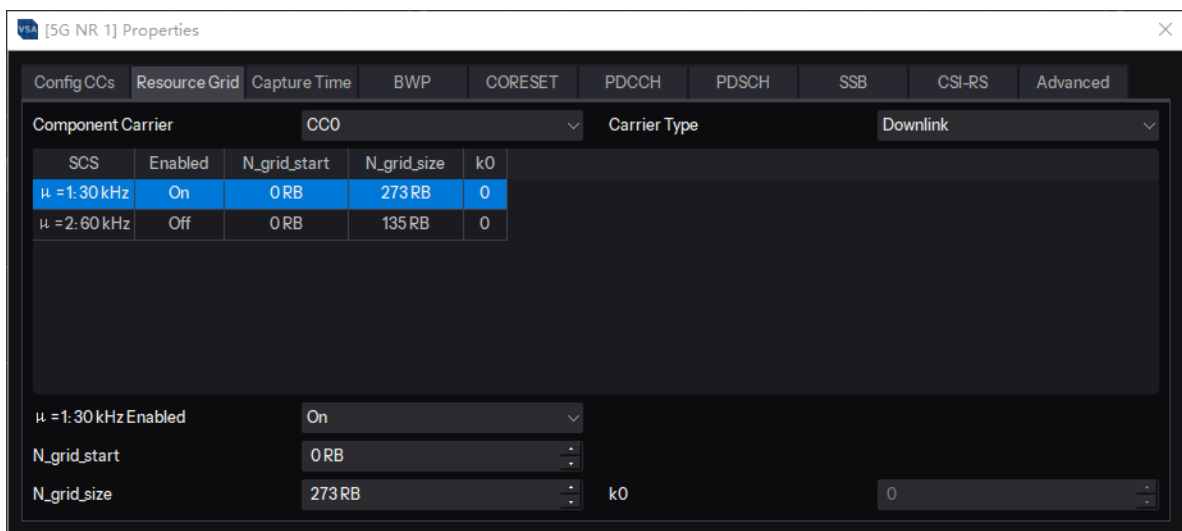 VSA [5G NR 1] Properties
Config CCs Resource Grid Capture Time BWP CORESET PDCCH PDSCH SSB CSI-RS Advanced
Component Carrier CC0 Carrier Type Downlink
SCS Enabled N_grid_start N_grid_size k0
μ =1: 30 kHz On 0 RB 273 RB 0
μ =2: 60 kHz Off 0 RB 135 RB 0
μ =1: 30 kHz Enabled On
N_grid_start 0 RB
N_grid_size 273 RB k0 0